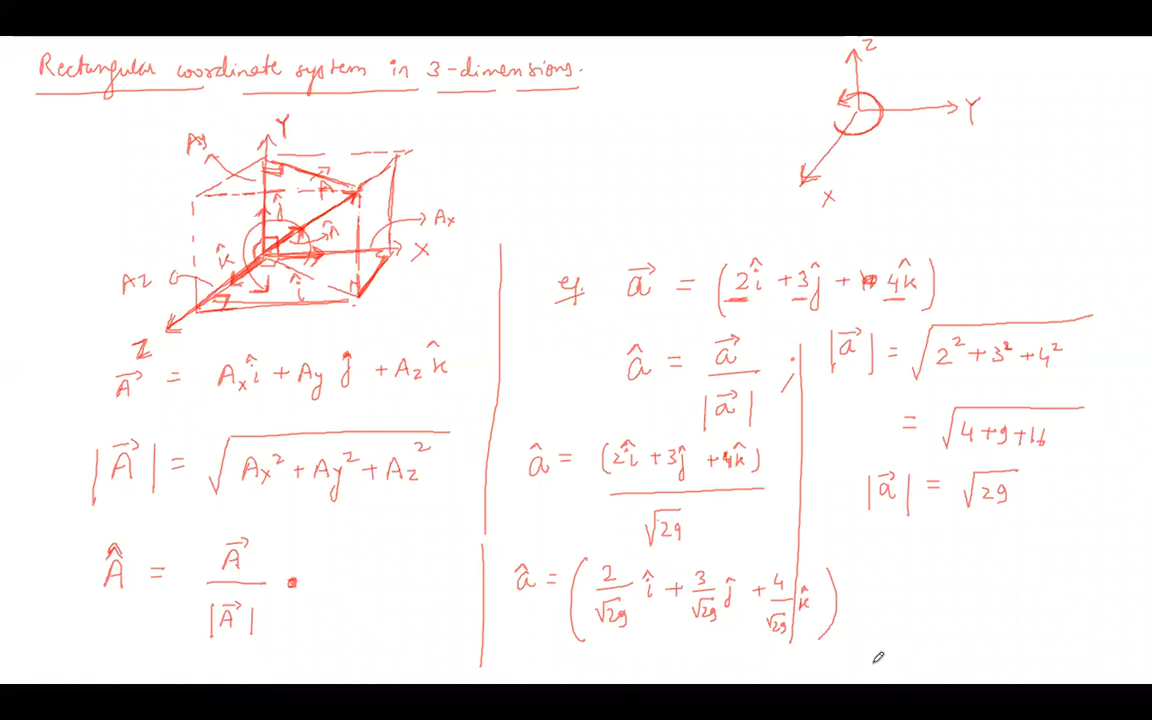 Rectangular coordinate system in 3-dimensions.
Z
Y
X
Y
Ay
A⃗
ĵ
n̂
Ax
X
k̂
î
Az
Z
A⃗ = Ax î + Ay ĵ + Az k̂
|A⃗| = √(Ax² + Ay² + Az²)
Â = A⃗ / |A⃗| .
eg. a⃗ = (2î + 3ĵ + 4k̂)
â = a⃗ / |a⃗| ;
|a⃗| = √(2² + 3² + 4²)
= √(4+9+16)
|a⃗| = √29
â = (2î + 3ĵ + 4k̂) / √29
â = (2/√29 î + 3/√29 ĵ + 4/√29 k̂)